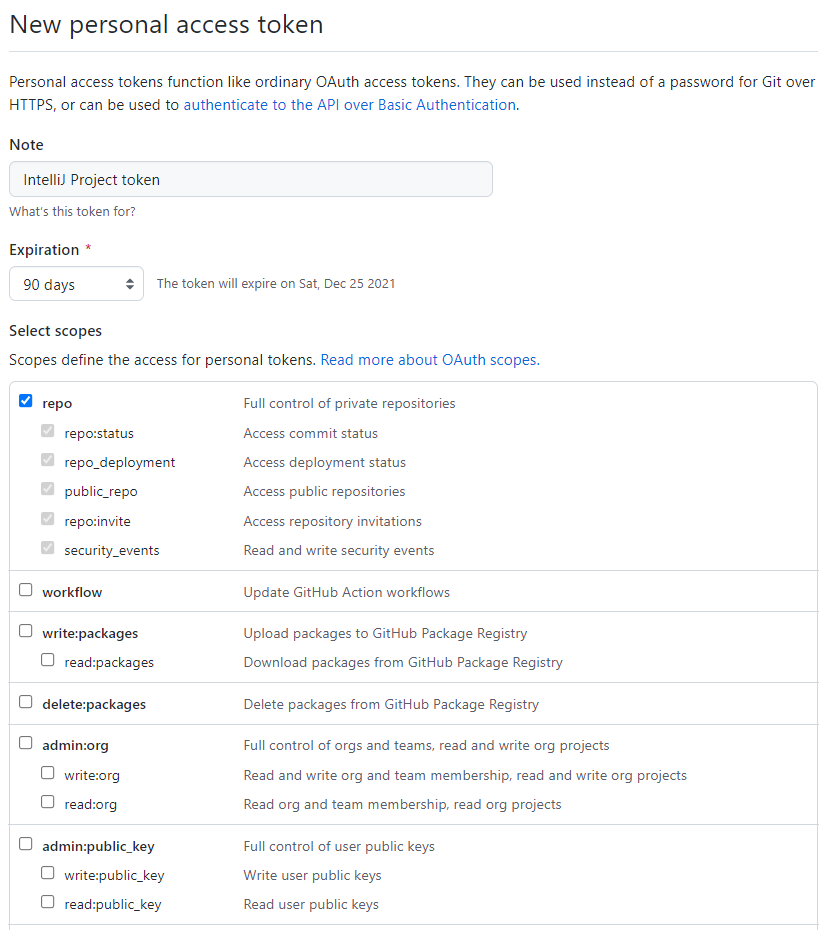 New personal access token
Personal access tokens function like ordinary OAuth access tokens. They can be used instead of a password for Git over
HTTPS, or can be used to authenticate to the API over Basic Authentication.
Note
IntelliJ Project token
What's this token for?
Expiration *
90 days The token will expire on Sat, Dec 25 2021
Select scopes
Scopes define the access for personal tokens. Read more about OAuth scopes.
repo Full control of private repositories
repo:status Access commit status
repo_deployment Access deployment status
public_repo Access public repositories
repo:invite Access repository invitations
security_events Read and write security events
workflow Update GitHub Action workflows
write:packages Upload packages to GitHub Package Registry
read:packages Download packages from GitHub Package Registry
delete:packages Delete packages from GitHub Package Registry
admin:org Full control of orgs and teams, read and write org projects
write:org Read and write org and team membership, read and write org projects
read:org Read org and team membership, read org projects
admin:public_key Full control of user public keys
write:public_key Write user public keys
read:public_key Read user public keys